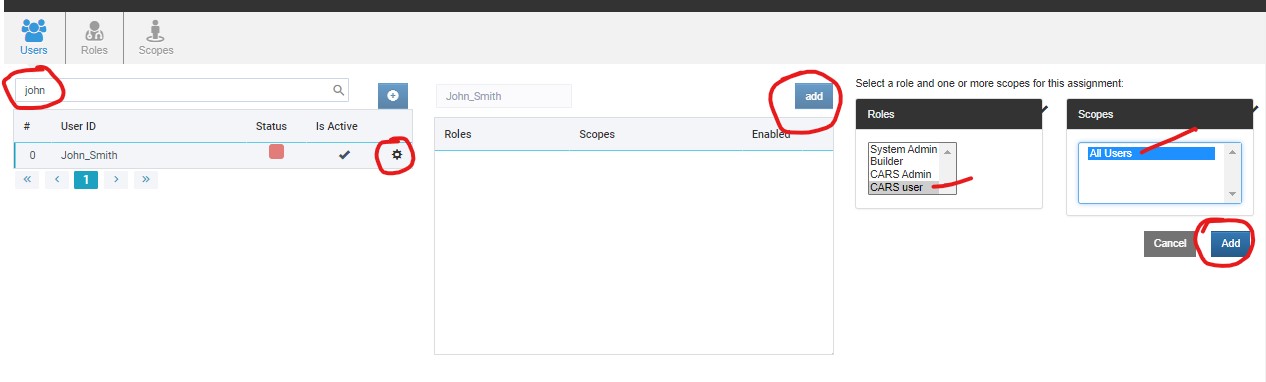 Users Roles Scopes
john
# User ID Status Is Active
0 John_Smith
« ‹ 1 › »
John_Smith add
Roles Scopes Enabled
Select a role and one or more scopes for this assignment:
Roles
System Admin
Builder
CARS Admin
CARS user
Scopes
All Users
Cancel Add